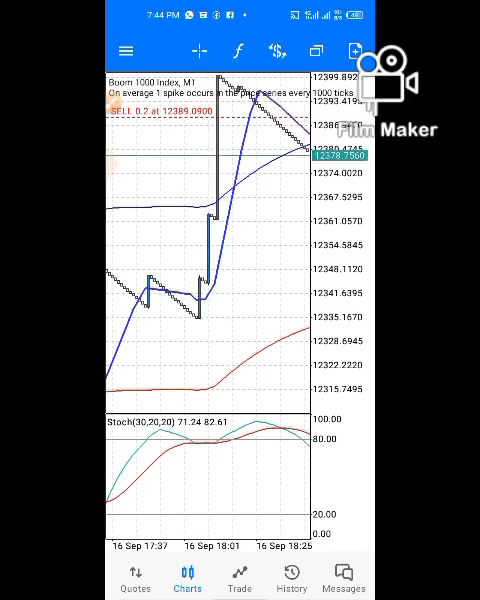 7:44 PM
Film Maker
Boom 1000 Index, M1
On average 1 spike occurs in the price series every 1000 ticks
SELL 0.2 at 12389.0900
12399.892
12393.419
12378.7560
12374.0020
12367.5295
12361.0570
12354.5845
12348.1120
12341.6395
12335.1670
12328.6945
12322.2220
12315.7495
Stoch(30,20,20) 71.24 82.61
100.00
80.00
20.00
0.00
16 Sep 17:37 16 Sep 18:01 16 Sep 18:25
Quotes Charts Trade History Messages